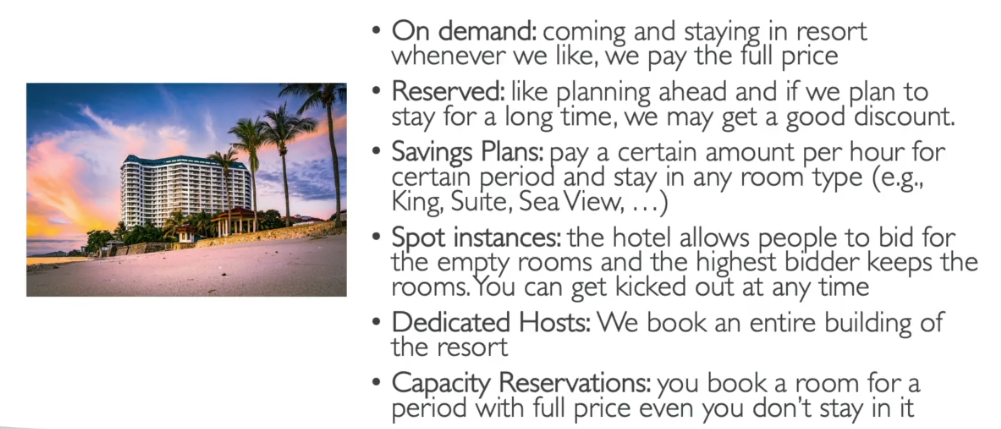 • On demand: coming and staying in resort
whenever we like, we pay the full price
• Reserved: like planning ahead and if we plan to
stay for a long time, we may get a good discount.
• Savings Plans: pay a certain amount per hour for
certain period and stay in any room type (e.g.,
King, Suite, Sea View, …)
• Spot instances: the hotel allows people to bid for
the empty rooms and the highest bidder keeps the
rooms. You can get kicked out at any time
• Dedicated Hosts: We book an entire building of
the resort
• Capacity Reservations: you book a room for a
period with full price even you don't stay in it